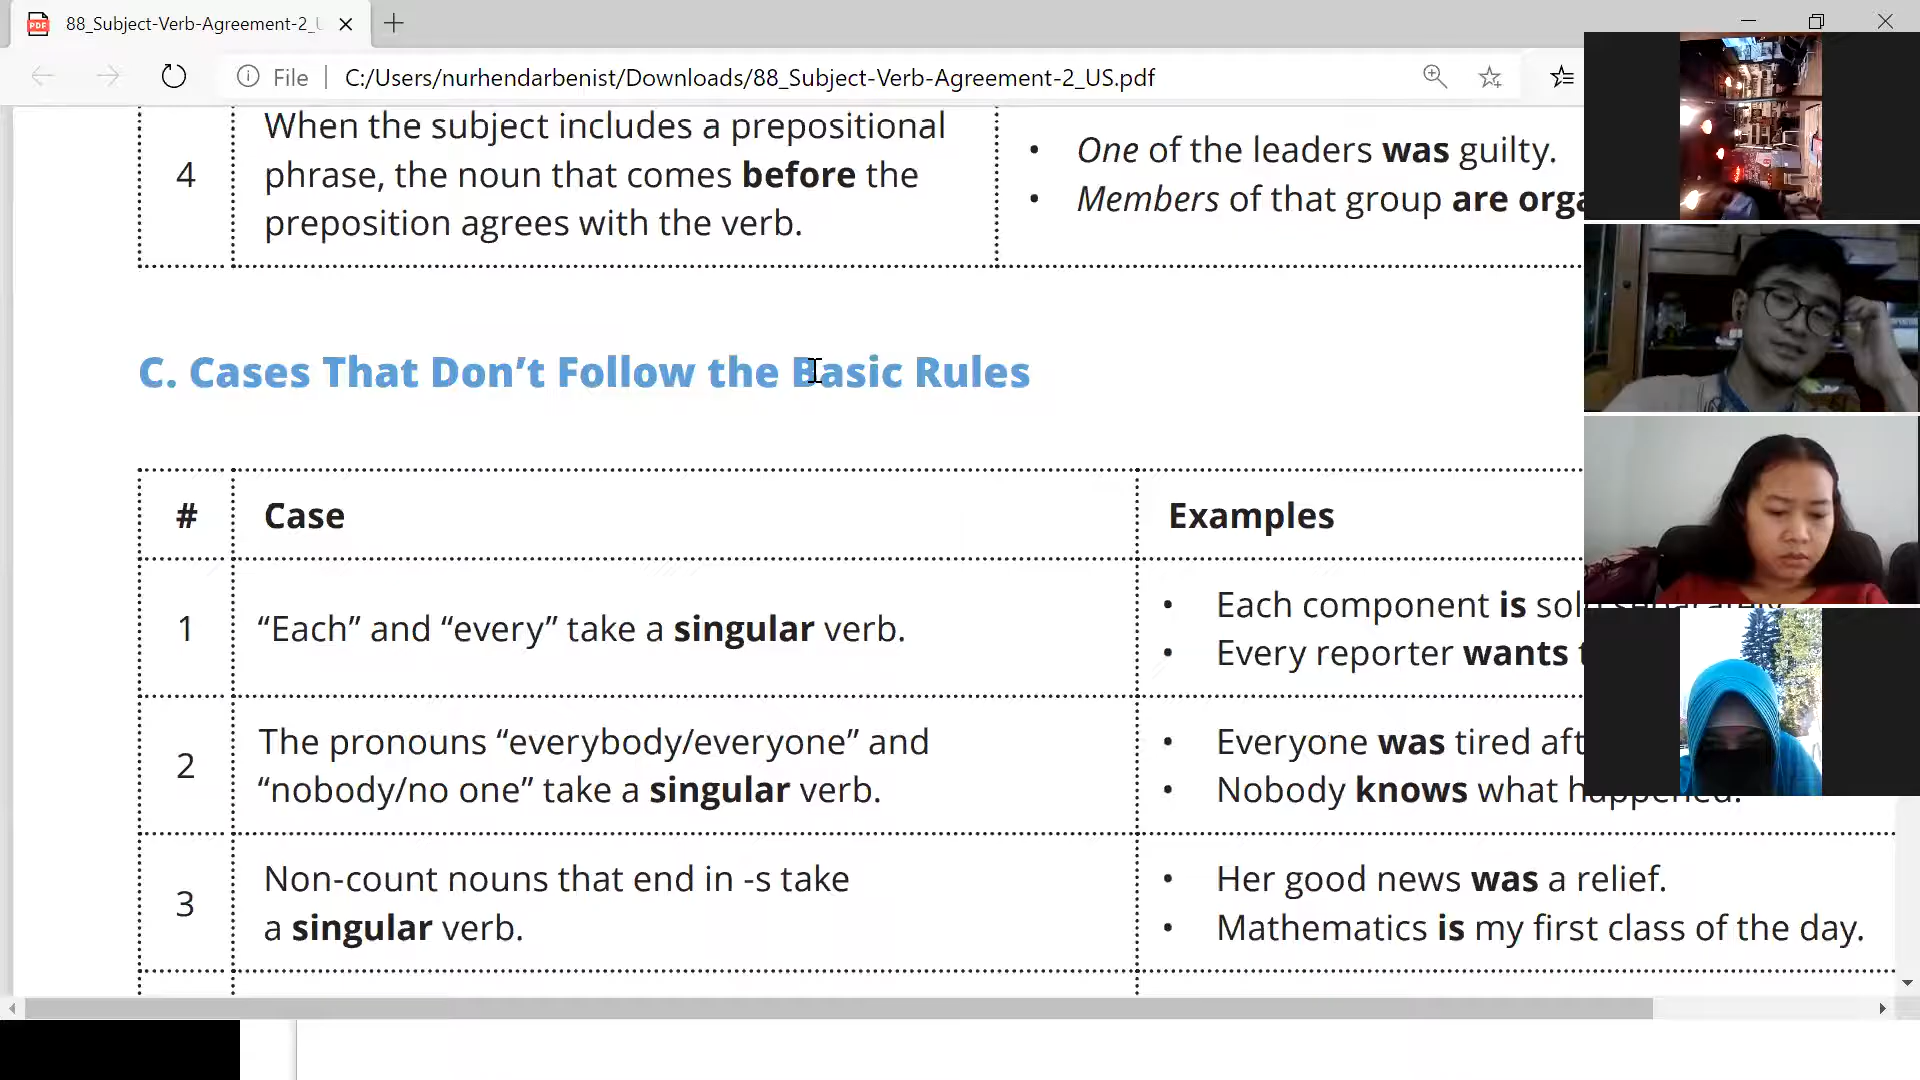 88_Subject-Verb-Agreement-2_
File
C:/Users/nurhendarbenist/Downloads/88_Subject-Verb-Agreement-2_US.pdf
4
When the subject includes a prepositional
phrase, the noun that comes before the
preposition agrees with the verb.
• One of the leaders was guilty.
• Members of that group are
C. Cases That Don’t Follow the Basic Rules
# Case Examples
1
“Each” and “every” take a singular verb.
• Each component is
• Every reporter wants
2
The pronouns “everybody/everyone” and
“nobody/no one” take a singular verb.
• Everyone was tired
• Nobody knows what happened.
3
Non-count nouns that end in -s take
a singular verb.
• Her good news was a relief.
• Mathematics is my first class of the day.